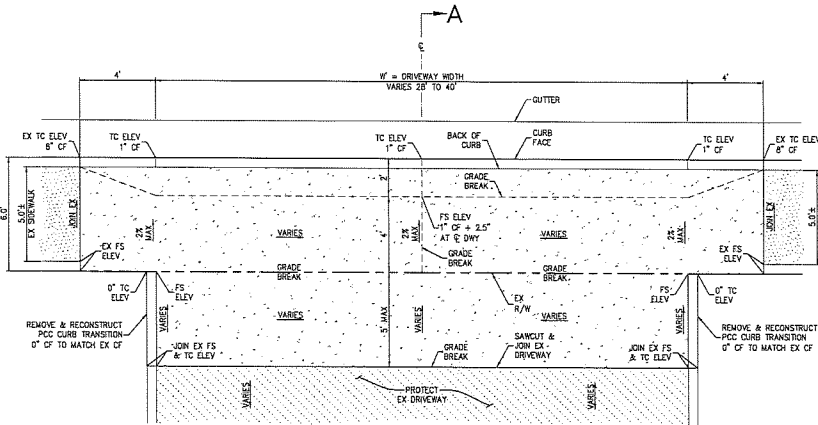 A
℄
4'
W' = DRIVEWAY WIDTH
VARIES 28' TO 40'
4'
GUTTER
EX TC ELEV
8" CF
TC ELEV
1" CF
TC ELEV
1" CF
BACK OF
CURB
CURB
FACE
TC ELEV
1" CF
EX TC ELEV
8" CF
6.0'
5.0'±
EX SIDEWALK
JOIN EX
2'
GRADE
BREAK
FS ELEV
1" CF + 2.5"
AT ℄ DWY
JOIN EX
5.0'±
2%
MAX
VARIES
4'
2%
MAX
VARIES
2%
MAX
EX FS
ELEV
GRADE
BREAK
EX FS
ELEV
GRADE
BREAK
GRADE
BREAK
0" TC
ELEV
FS
ELEV
EX
R/W
FS
ELEV
0" TC
ELEV
REMOVE & RECONSTRUCT
PCC CURB TRANSITION
0" CF TO MATCH EX CF
VARIES
VARIES
5' MAX
VARIES
VARIES
VARIES
REMOVE & RECONSTRUCT
PCC CURB TRANSITION
0" CF TO MATCH EX CF
JOIN EX FS
& TC ELEV
GRADE
BREAK
SAWCUT &
JOIN EX
DRIVEWAY
JOIN EX FS
& TC ELEV
VARIES
PROTECT
EX DRIVEWAY
VARIES